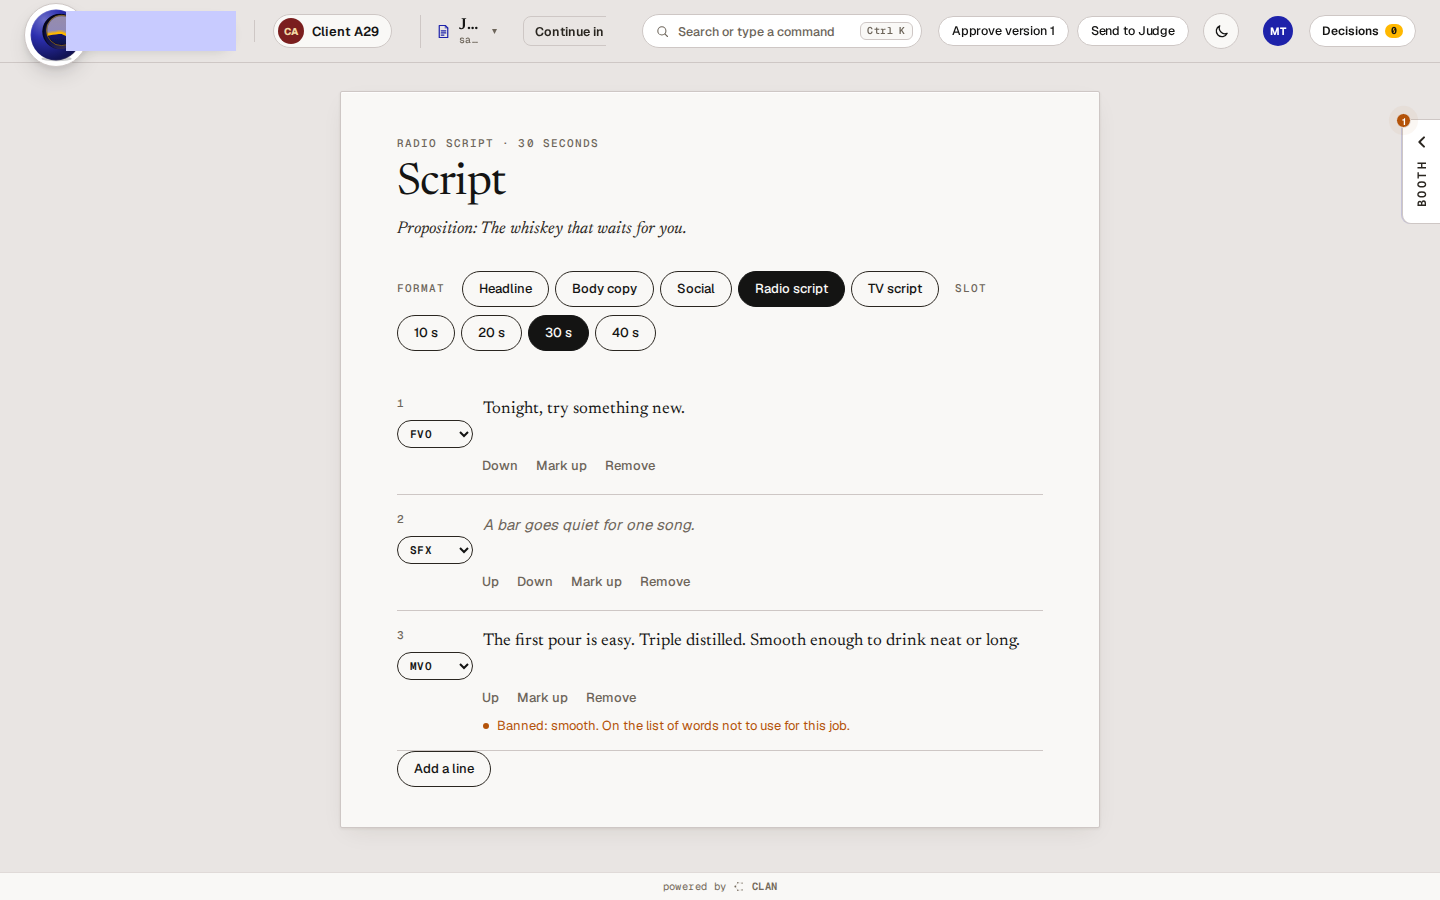 CA Client A29
J…
sa…
▾
Continue in
Search or type a command Ctrl K
Approve version 1
Send to Judge
MT
Decisions 0
1
BOOTH
RADIO SCRIPT · 30 SECONDS
Script
Proposition: The whiskey that waits for you.
FORMAT Headline Body copy Social Radio script TV script SLOT
10 s 20 s 30 s 40 s
1
Tonight, try something new.
FVO
Down Mark up Remove
2
A bar goes quiet for one song.
SFX
Up Down Mark up Remove
3
The first pour is easy. Triple distilled. Smooth enough to drink neat or long.
MVO
Up Mark up Remove
Banned: smooth. On the list of words not to use for this job.
Add a line
powered by CLAN